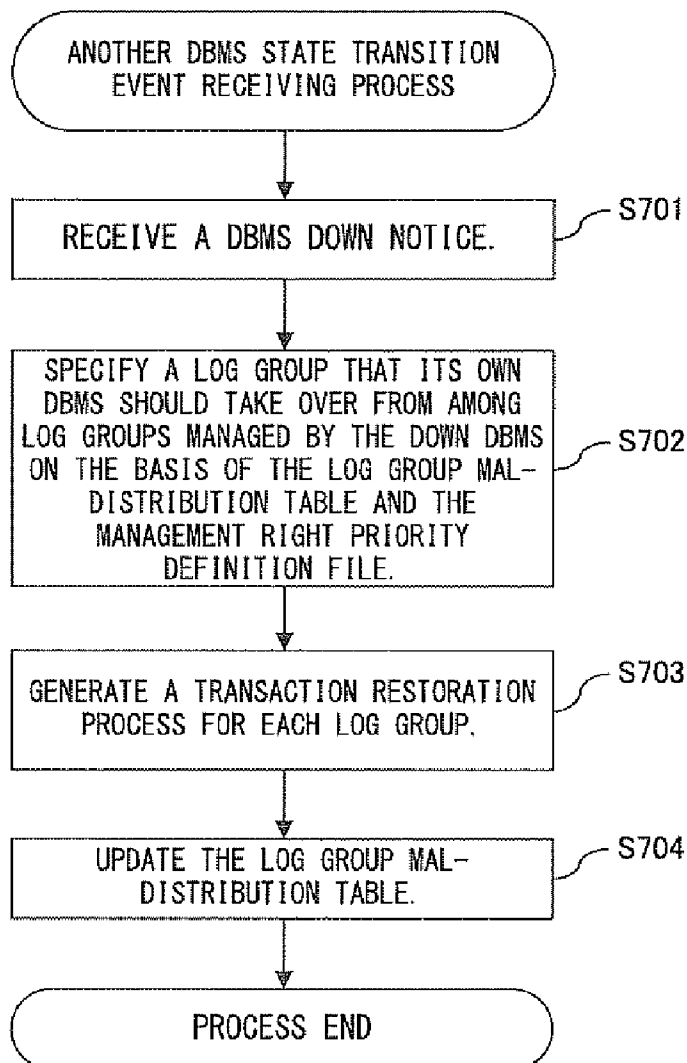 ANOTHER DBMS STATE TRANSITION
EVENT RECEIVING PROCESS
S701
RECEIVE A DBMS DOWN NOTICE.
SPECIFY A LOG GROUP THAT ITS OWN
DBMS SHOULD TAKE OVER FROM AMONG
LOG GROUPS MANAGED BY THE DOWN DBMS
ON THE BASIS OF THE LOG GROUP MAL-
DISTRIBUTION TABLE AND THE
MANAGEMENT RIGHT PRIORITY
DEFINITION FILE.
S702
GENERATE A TRANSACTION RESTORATION
PROCESS FOR EACH LOG GROUP.
S703
UPDATE THE LOG GROUP MAL-
DISTRIBUTION TABLE.
S704
PROCESS END